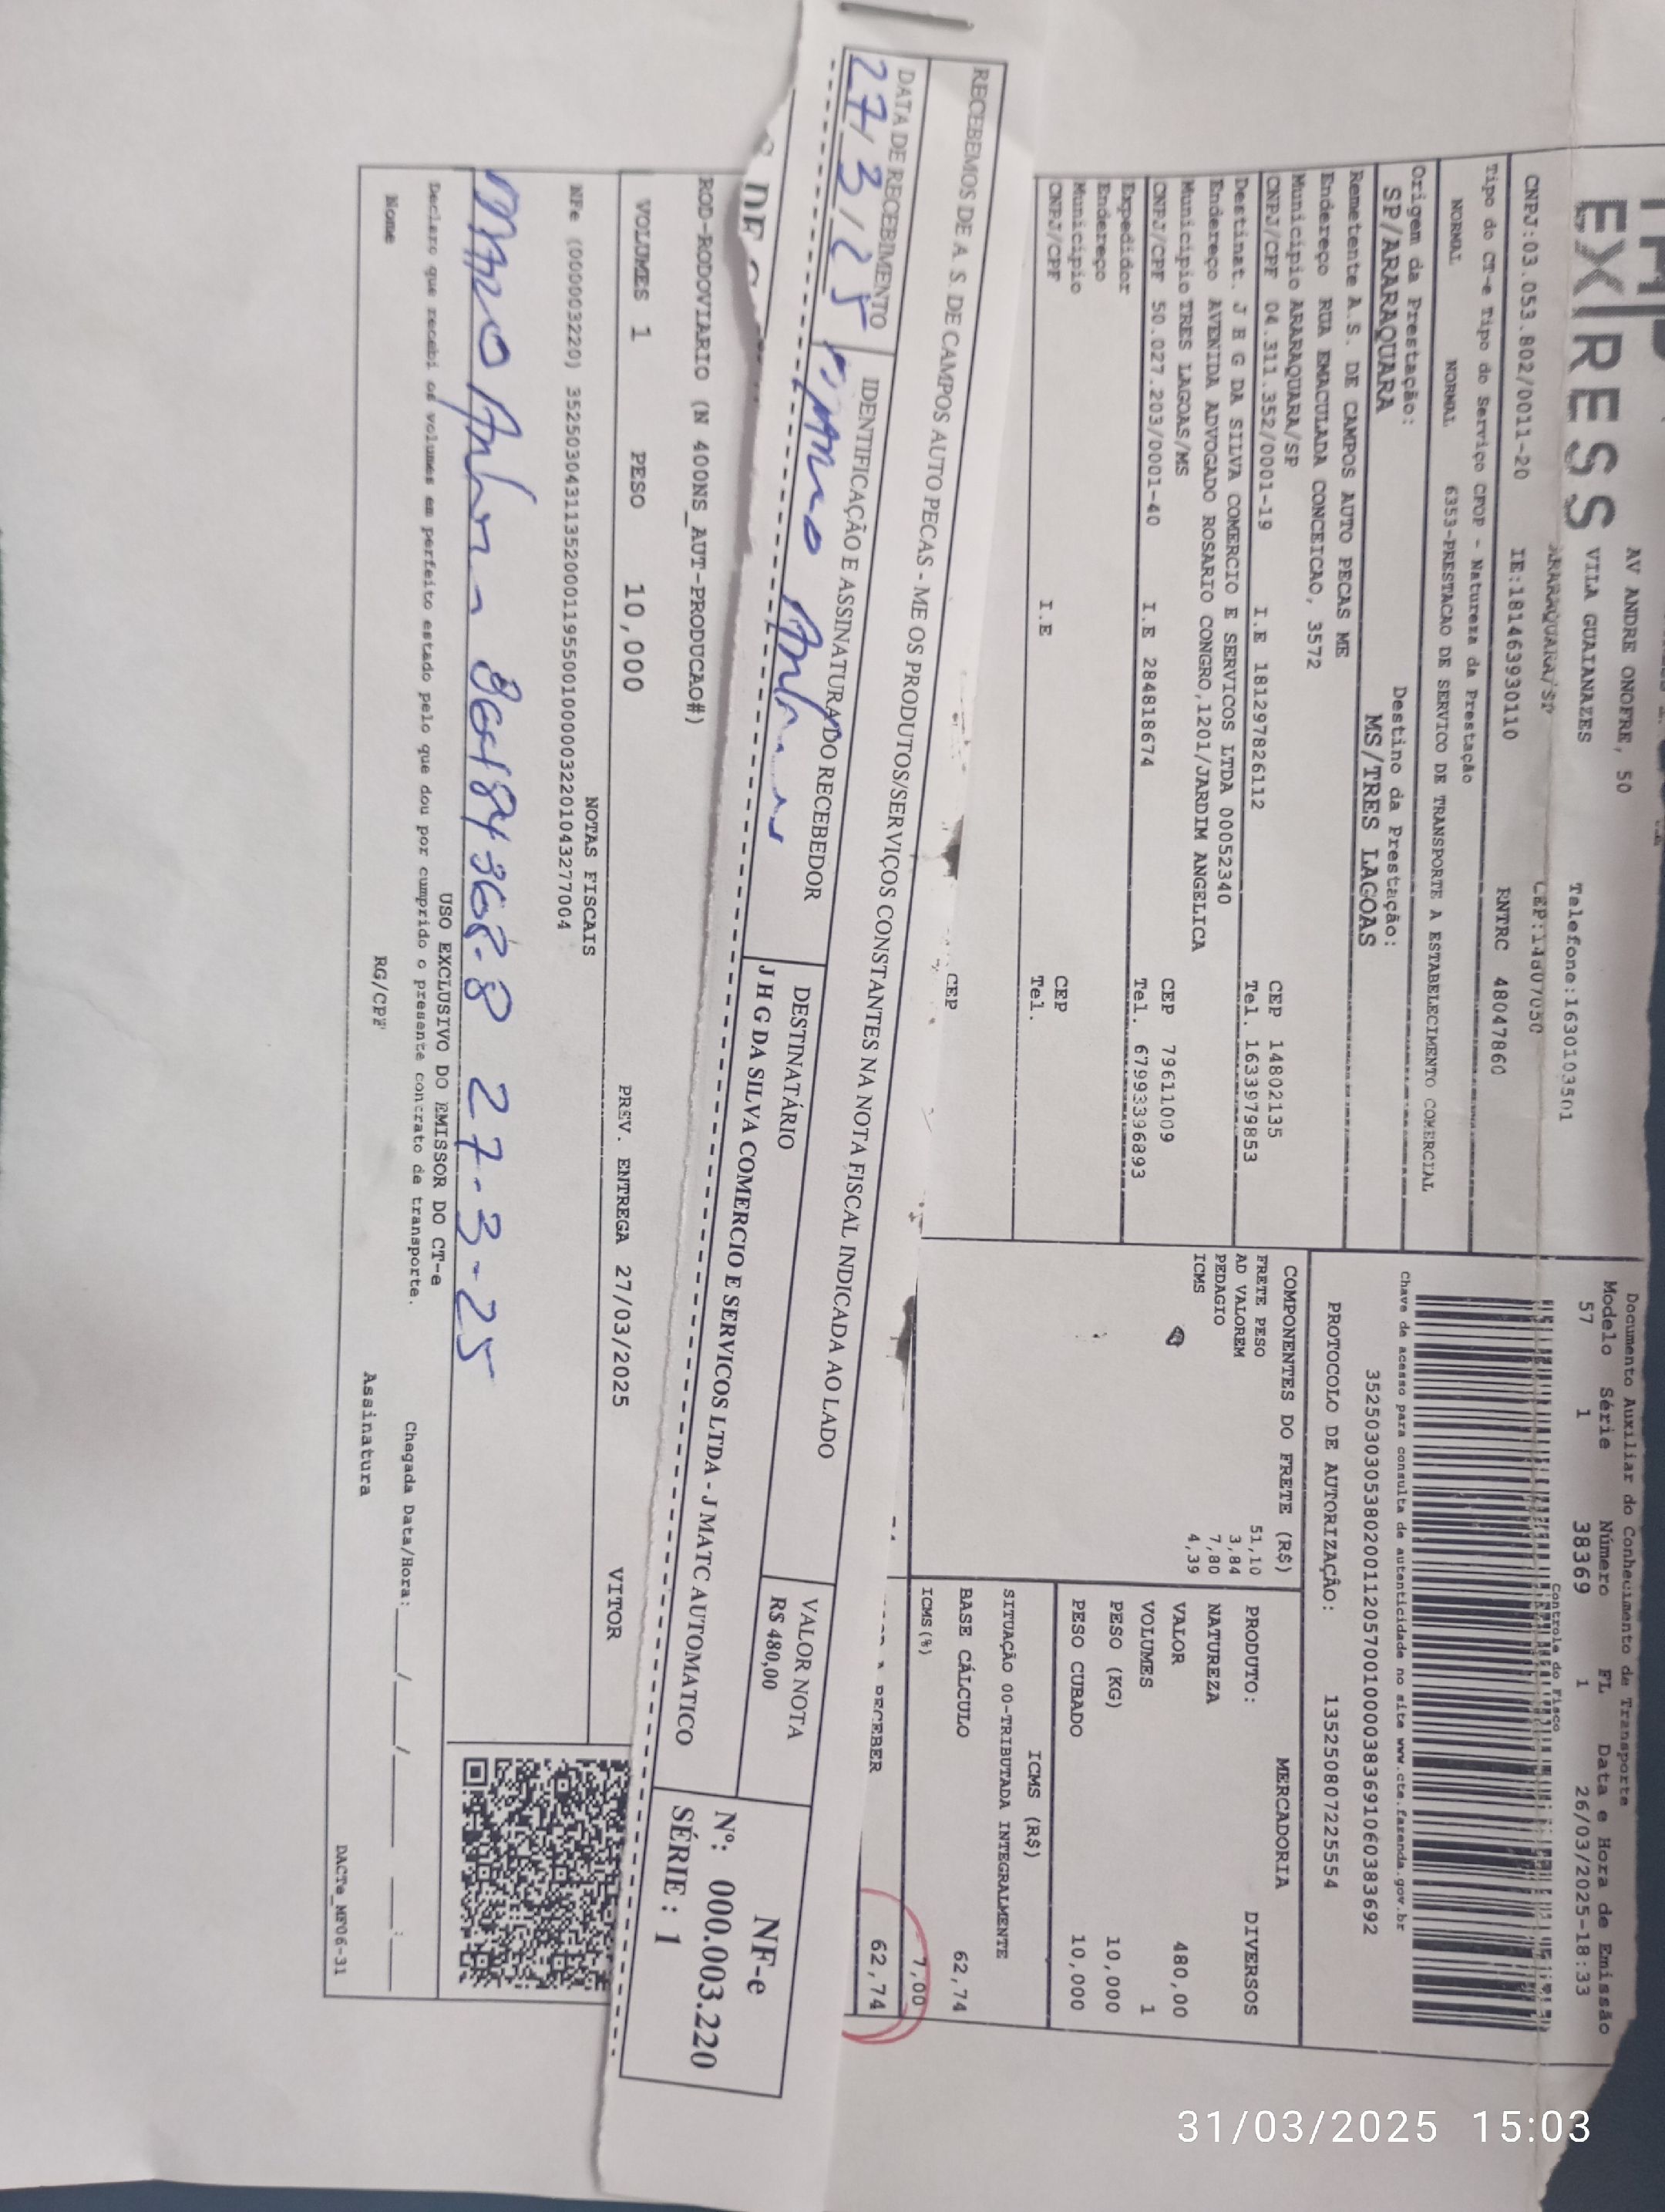 EXPRESS
AV ANDRE ONOFRE, 50
VILA GUAIANAZES
Telefone:1630103501
ARARAQUARA/SP
CEP:14807050
CNPJ:03.053.802/0011-20 IE:181463930110 RNTRC 48047860
Tipo do CT-e Tipo do Serviço CFOP - Natureza da Prestação
NORMAL NORMAL 6353-PRESTACAO DE SERVICO DE TRANSPORTE A ESTABELECIMENTO COMERCIAL
Origem da Prestação: Destino da Prestação:
SP/ARARAQUARA MS/TRES LAGOAS
Remetente A.S. DE CAMPOS AUTO PECAS ME
Endereço RUA EMACULADA CONCEICAO, 3572
Município ARARAQUARA/SP CEP 14802135
CNPJ/CPF 04.311.352/0001-19 I.E 181297826112 Tel. 1633979853
Destinat. J H G DA SILVA COMERCIO E SERVICOS LTDA 00052340
Endereço AVENIDA ADVOGADO ROSARIO CONGRO,1201/JARDIM ANGELICA
Município TRES LAGOAS/MS CEP 79611009
CNPJ/CPF 50.027.203/0001-40 I.E 284818674 Tel. 67993396893
Expedidor
Endereço
Município CEP
CNPJ/CPF I.E Tel.
CEP
Documento Auxiliar do Conhecimento de Transporte
Modelo Série Número FL Data e Hora de Emissão
57 1 38369 1 26/03/2025-18:33
Controle do Fisco
Chave de acesso para consulta de autenticidade no site www.cte.fazenda.gov.br
35250303053802001120570010000383691060383692
PROTOCOLO DE AUTORIZAÇÃO: 135250807225554
COMPONENTES DO FRETE (R$)
FRETE PESO 51,10
AD VALOREM 3,84
PEDAGIO 7,80
ICMS 4,39
MERCADORIA
PRODUTO: DIVERSOS
NATUREZA
VALOR 480,00
VOLUMES 1
PESO (KG) 10,000
PESO CUBADO 10,000
ICMS (R$)
SITUAÇÃO 00-TRIBUTADA INTEGRALMENTE
BASE CÁLCULO 62,74
ICMS (%) 7,00
A RECEBER 62,74
RECEBEMOS DE A. S. DE CAMPOS AUTO PECAS - ME OS PRODUTOS/SERVIÇOS CONSTANTES NA NOTA FISCAL INDICADA AO LADO
DATA DE RECEBIMENTO IDENTIFICAÇÃO E ASSINATURA DO RECEBEDOR DESTINATÁRIO VALOR NOTA
27/3/25 J H G DA SILVA COMERCIO E SERVICOS LTDA - J MATC AUTOMATICO R$ 480,00
NF-e
Nº: 000.003.220
SÉRIE : 1
ROD-RODOVIARIO (N 400NS_AUT-PRODUCAO#)
VOLUMES 1 PESO 10,000 PREV. ENTREGA 27/03/2025 VITOR
NOTAS FISCAIS
NFe (000003220) 35250304311352000119550010000032201043277004
27-3-25
USO EXCLUSIVO DO EMISSOR DO CT-e
Declaro que recebi os volumes em perfeito estado pelo que dou por cumprido o presente contrato de transporte. Chegada Data/Hora:___/___/____ __:__
Nome RG/CPF Assinatura
DACTe_MF06-31
31/03/2025 15:03